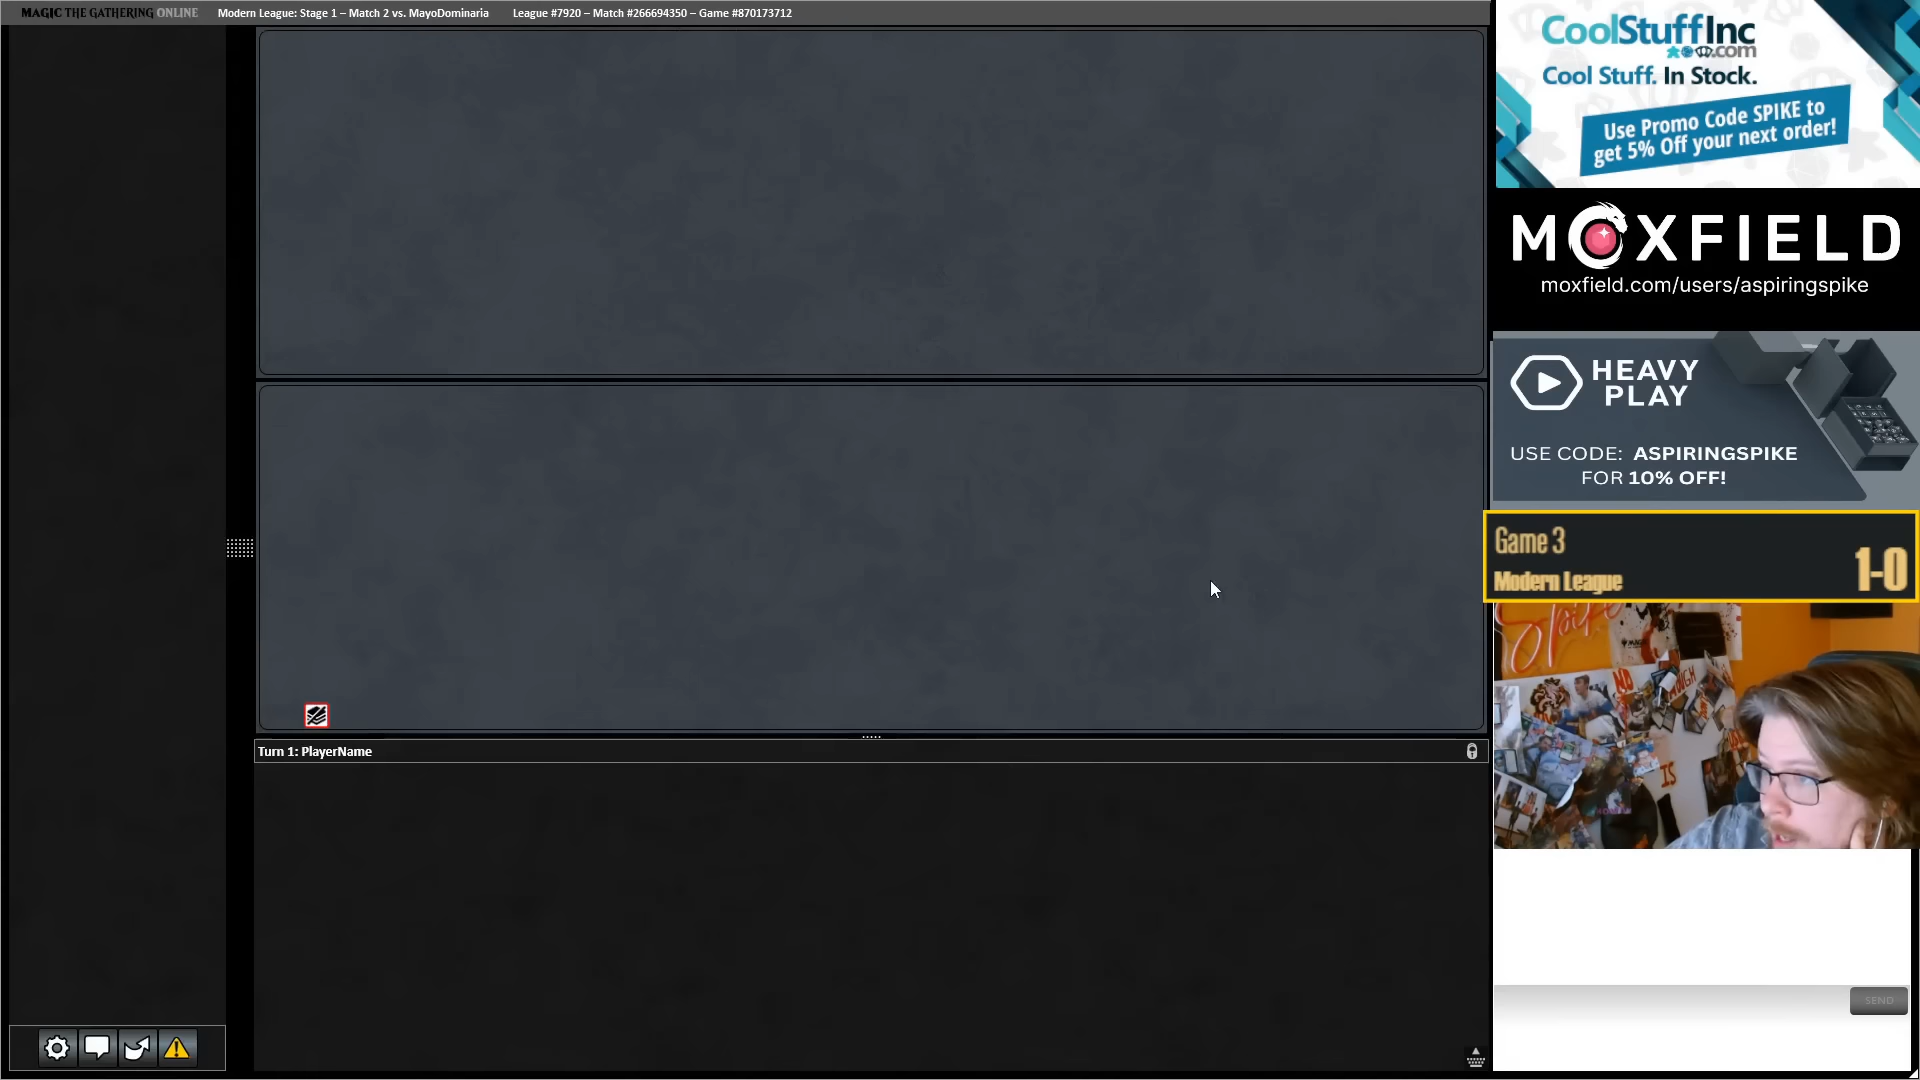 MAGIC THE GATHERING ONLINE
Modern League: Stage 1 – Match 2 vs. MayoDominaria
League #7920 – Match #266694350 – Game #870173712
CoolStuffInc
.com
Cool Stuff. In Stock.
Use Promo Code SPIKE to
get 5% Off your next order!
MOXFIELD
moxfield.com/users/aspiringspike
HEAVY
PLAY
USE CODE: ASPIRINGSPIKE
FOR 10% OFF!
Game 3
1-0
Modern League
Spike
NO
IS
Turn 1: PlayerName
SEND